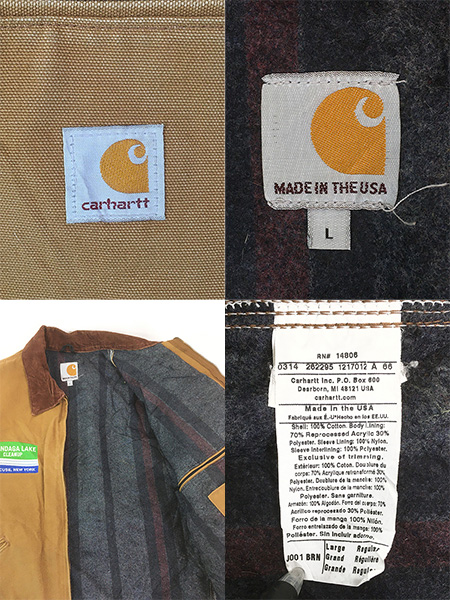 carhartt
MADE IN THE USA
L
NDAGA LAKE
CLEANUP
CUSE, NEW YORK
RN# 14806
0314 262295 1217012 A 66
Carhartt Inc. P.O. Box 600
Dearborn, MI 48121
carhartt.com
Made in the USA
Fabriqué aux É.-U•Hecho en los EE.UU.
Shell: 100% Cotton. Body lining:
70% Reprocessed Acrylic 30%
Polyester. Sleeve Lining: 100% Nylon.
Sleeve Interlining: 100% Polyester.
Exclusive of trimming.
Extérieur: 100% Coton. Doublure du
corps: 70% Acrylique retransformé 30%
Polyester. Doublure de la manche: 100%
Nylon. Entredoublure de la manche: 100%
Polyester. Sans garniture.
Armazón: 100% Algodón. Forro del cuerpo: 70%
Acrílico reprocesado 30% Poliéster.
Forro de la manga: 100% Nilón.
Forro entretelado de la manga: 100%
Poliéster. Sin incluir los adornos.
J001 BRN
Large Regular
Grand Régulière
Grande Regular